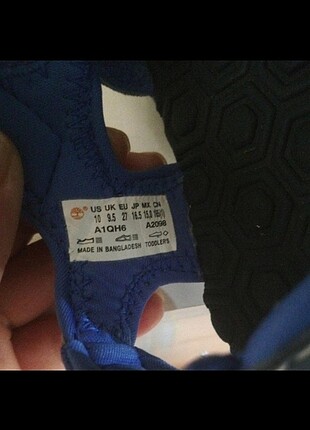 US UK EU JP MX CN
10 9.5 27 16.5 15.0 165(1)
A1QH6 A2098
MADE IN BANGLADESH TODDLERS